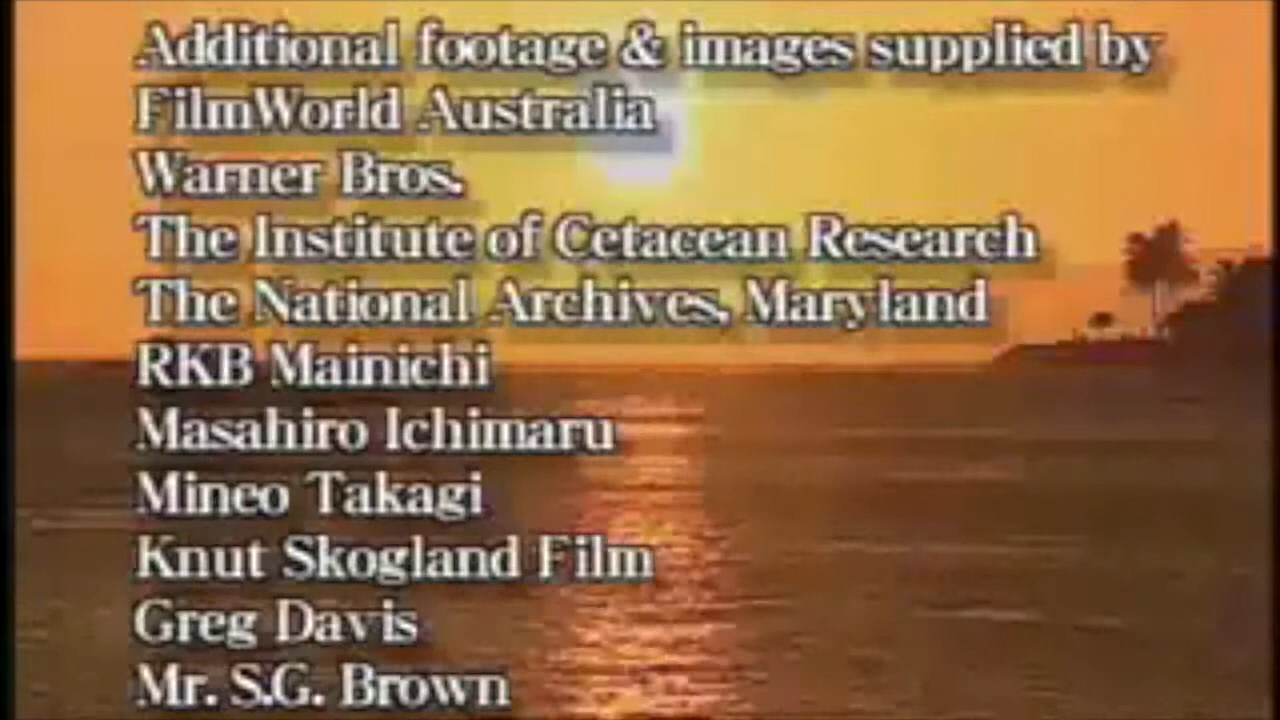 Additional footage & images supplied by
FilmWorld Australia
Warner Bros.
The Institute of Cetacean Research
The National Archives, Maryland
RKB Mainichi
Masahiro Ichimaru
Mineo Takagi
Knut Skogland Film
Greg Davis
Mr. S.G. Brown